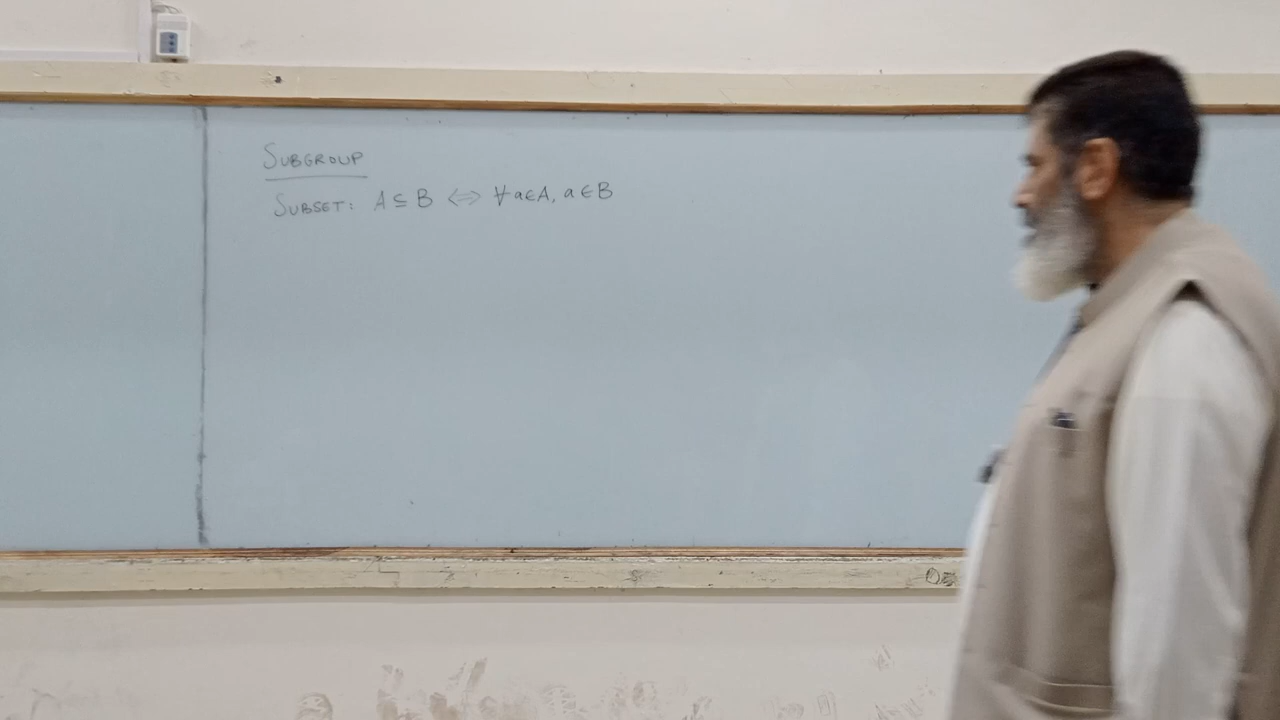 SUBGROUP
SUBSET: A ⊆ B ⟺ ∀ a∈A, a ∈ B